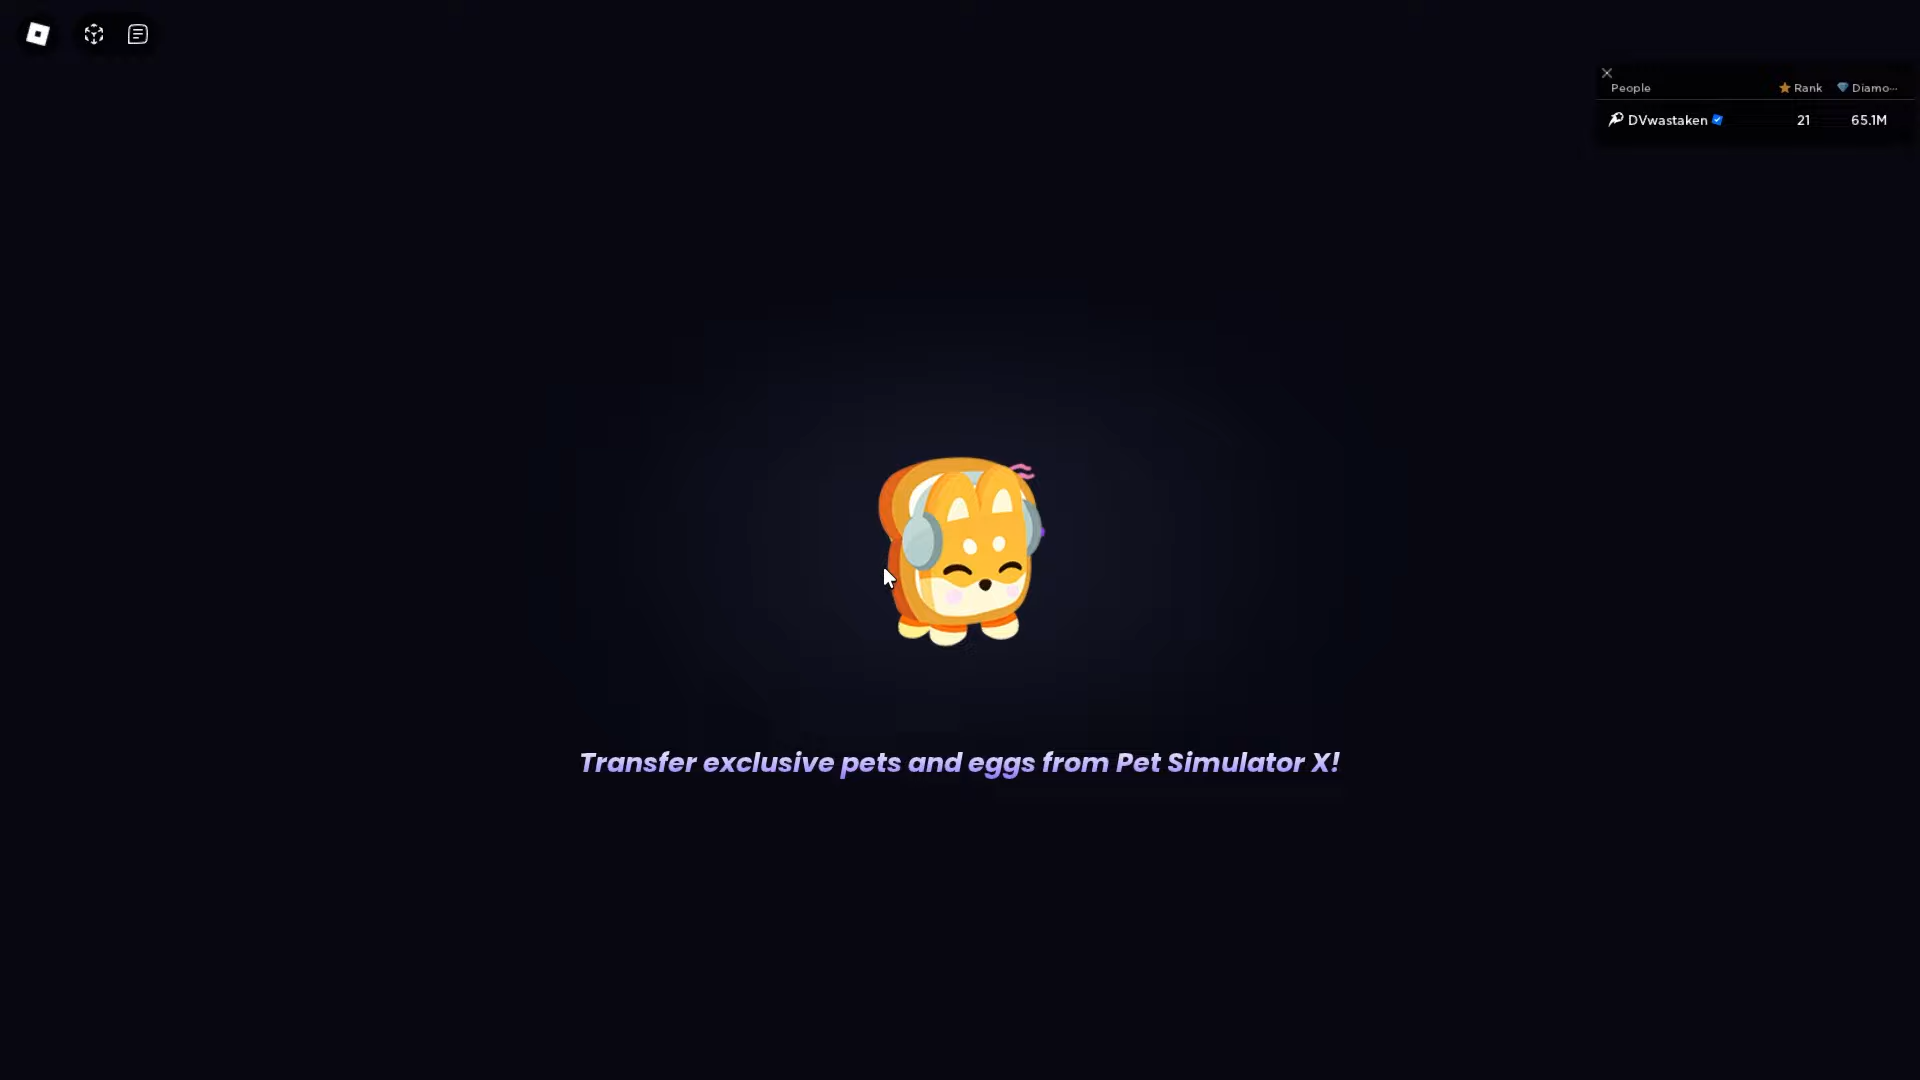 People Rank Diamo···
DVwastaken 21 65.1M
Transfer exclusive pets and eggs from Pet Simulator X!